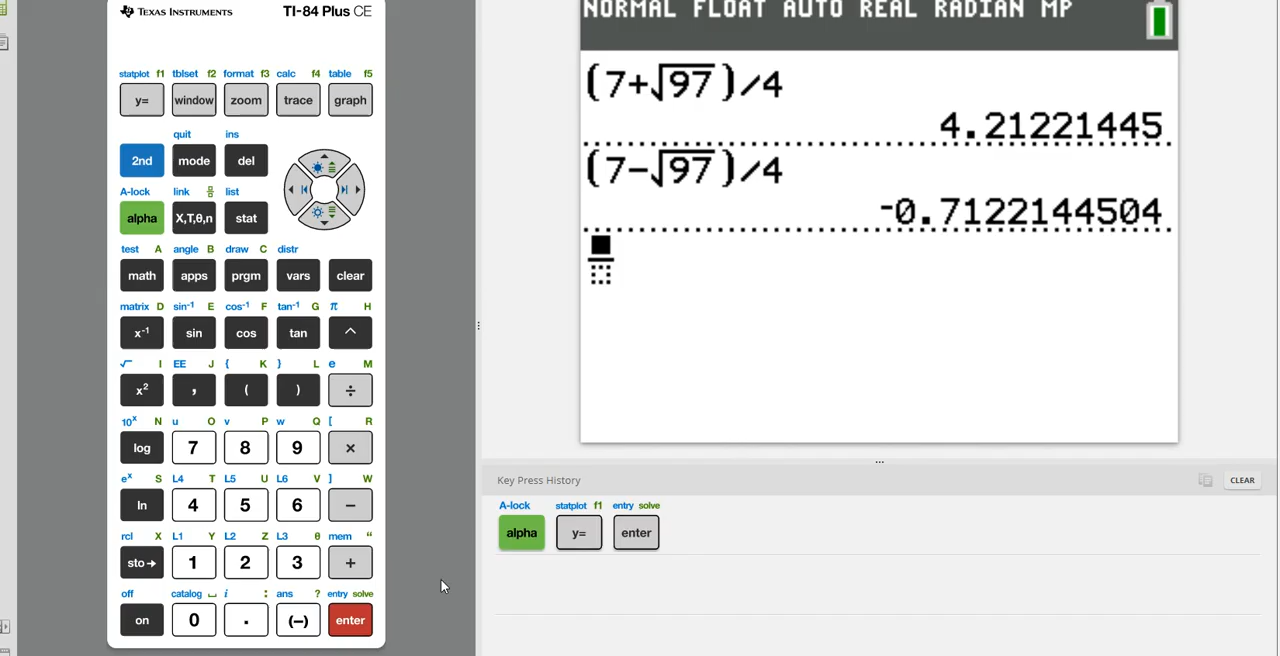 TEXAS INSTRUMENTS TI-84 Plus CE
statplot f1 tblset f2 format f3 calc f4 table f5
y= window zoom trace graph
quit ins
2nd mode del
A-lock link list
alpha X,T,θ,n stat
test A angle B draw C distr
math apps prgm vars clear
matrix D sin⁻¹ E cos⁻¹ F tan⁻¹ G π H
x⁻¹ sin cos tan ^
√ I EE J { K } L e M
x² , ( ) ÷
10ˣ N u O v P w Q [ R
log 7 8 9 ×
eˣ S L4 T L5 U L6 V ] W
ln 4 5 6 −
rcl X L1 Y L2 Z L3 θ mem “
sto→ 1 2 3 +
off catalog ⎵ i : ans ? entry solve
on 0 . (−) enter
NORMAL FLOAT AUTO REAL RADIAN MP
(7+√97)/4
4.21221445
(7−√97)/4
-0.7122144504
Key Press History
CLEAR
A-lock statplot f1 entry solve
alpha y= enter